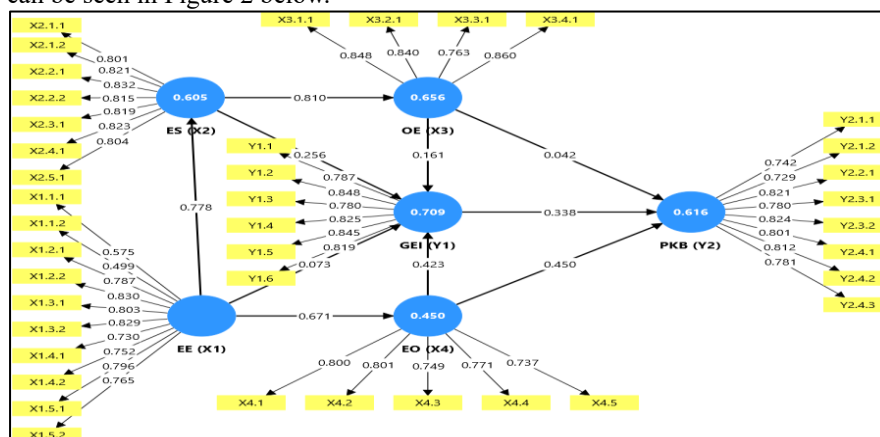 can be seen in Figure 2 below.
X2.1.1
X2.1.2
X2.2.1
X2.2.2
X2.3.1
X2.4.1
X2.5.1
0.801
0.821
0.832
0.815
0.819
0.823
0.804
0.605
ES (X2)
0.810
X3.1.1
X3.2.1
X3.3.1
X3.4.1
0.848
0.840
0.763
0.860
0.656
OE (X3)
0.256
0.161
0.042
Y1.1
Y1.2
Y1.3
Y1.4
Y1.5
Y1.6
0.787
0.848
0.780
0.825
0.845
0.819
0.709
GEI (Y1)
0.338
0.778
0.073
0.423
0.450
Y2.1.1
Y2.1.2
Y2.2.1
Y2.3.1
Y2.3.2
Y2.4.1
Y2.4.2
Y2.4.3
0.742
0.729
0.821
0.780
0.824
0.801
0.812
0.781
0.616
PKB (Y2)
X1.1.1
X1.1.2
X1.2.1
X1.2.2
X1.3.1
X1.3.2
X1.4.1
X1.4.2
X1.5.1
X1.5.2
0.575
0.499
0.787
0.830
0.803
0.829
0.730
0.752
0.796
0.765
EE (X1)
0.671
0.450
EO (X4)
0.800
0.801
0.749
0.771
0.737
X4.1
X4.2
X4.3
X4.4
X4.5